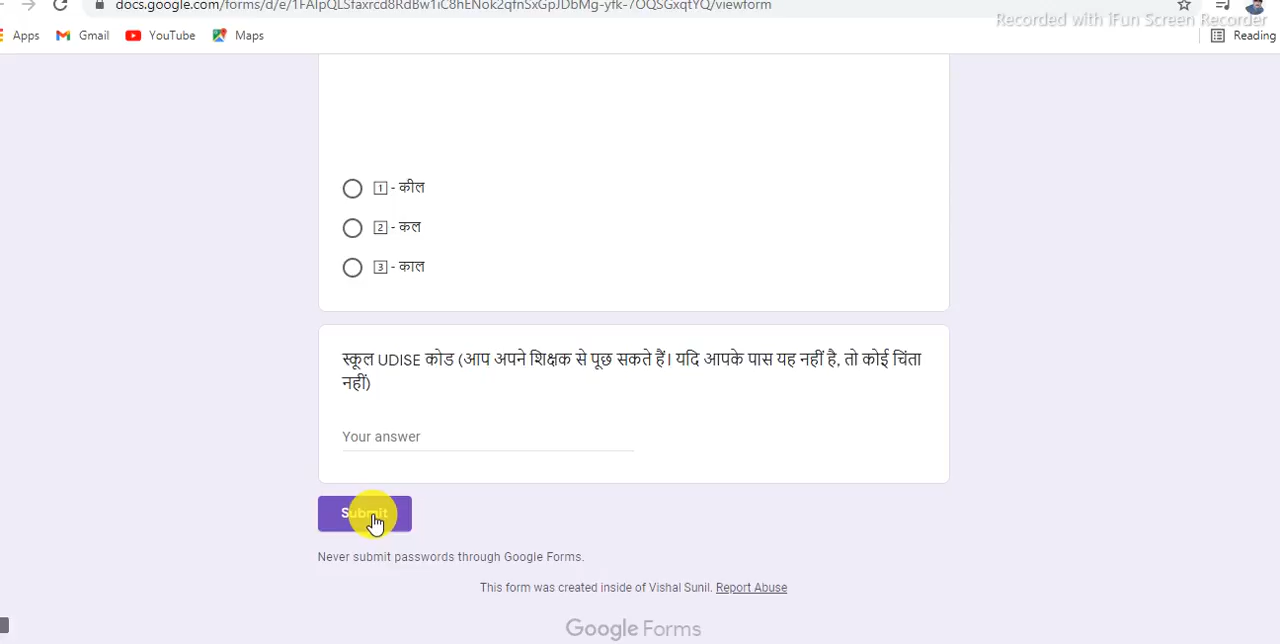 docs.google.com/forms/d/e/1FAIpQLSfaxrcd8RdBw1iC8hENok2qfnSxGpJDbMg-yfk-7OQSGxqtYQ/viewform
Recorded with iFun Screen Recorder
Apps Gmail YouTube Maps Reading
1 - कील
2 - कल
3 - काल
स्कूल UDISE कोड (आप अपने शिक्षक से पूछ सकते हैं। यदि आपके पास यह नहीं है, तो कोई चिंता
नहीं)
Your answer
Submit
Never submit passwords through Google Forms.
This form was created inside of Vishal Sunil. Report Abuse
Google Forms